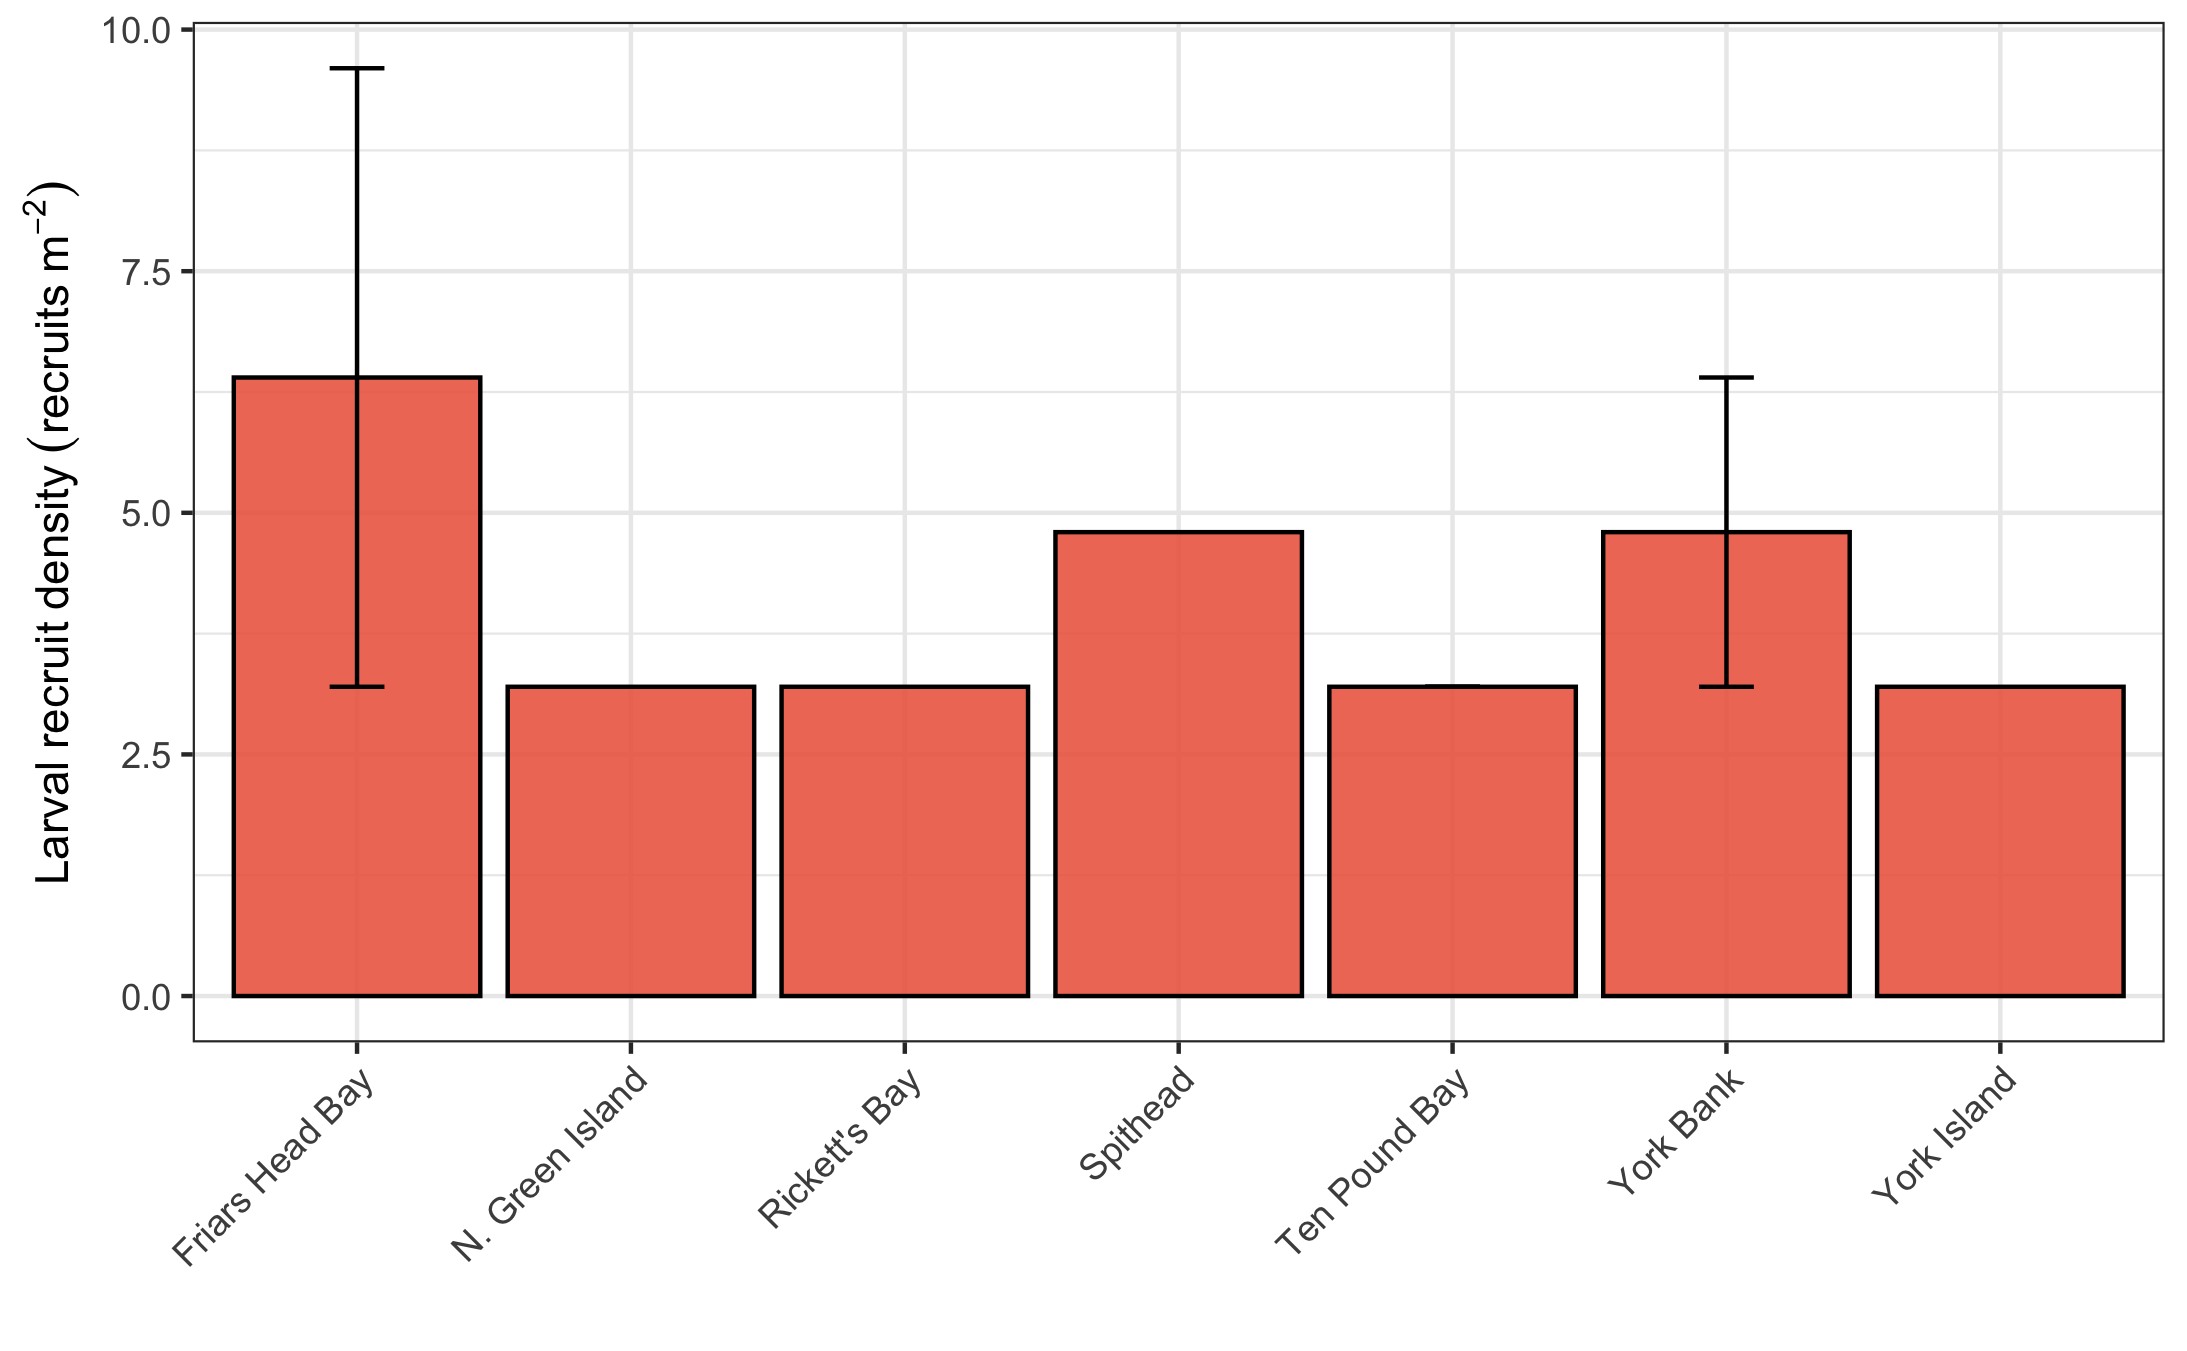 Larval recruit density (recruits m⁻²)
10.0
7.5
5.0
2.5
0.0
Friars Head Bay
N. Green Island
Rickett's Bay
Spithead
Ten Pound Bay
York Bank
York Island